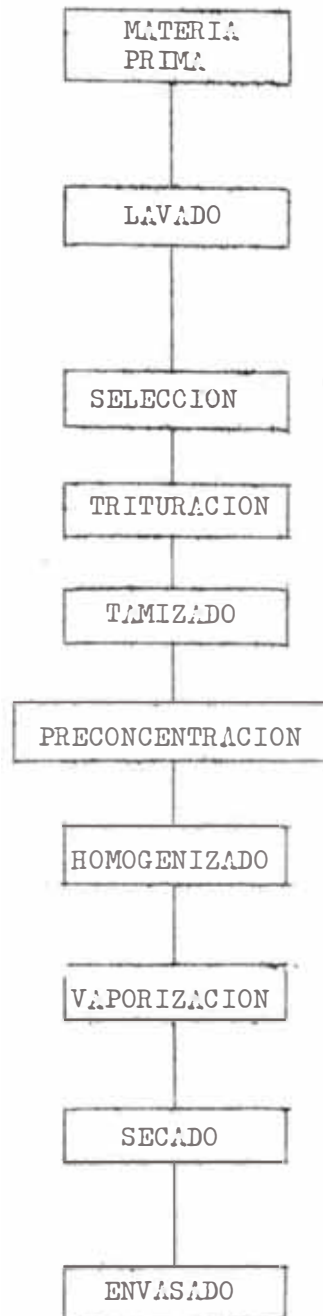 MATERIA
PRIMA
LAVADO
SELECCION
TRITURACION
TAMIZADO
PRECONCENTRACION
HOMOGENIZADO
VAPORIZACION
SECADO
ENVASADO